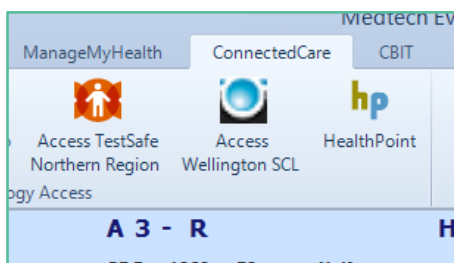 Medtech Ev
ManageMyHealth ConnectedCare CBIT
hp
Access TestSafe Access HealthPoint
Northern Region Wellington SCL
ogy Access
A 3 - R H